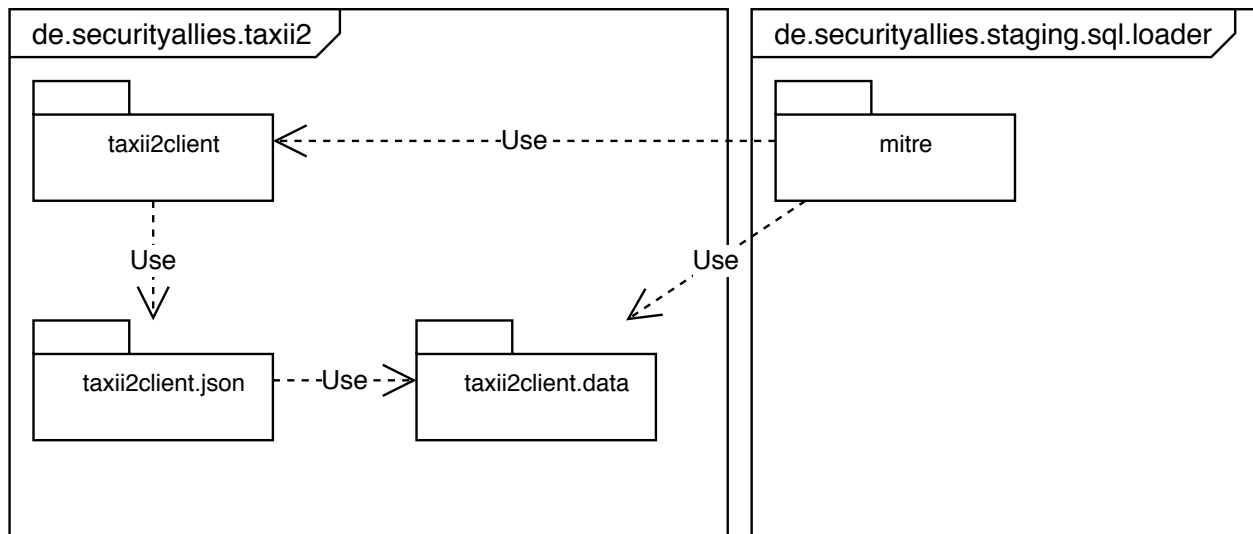 de.securityallies.taxii2
de.securityallies.staging.sql.loader
taxii2client
Use
mitre
Use
Use
taxii2client.json
Use
taxii2client.data